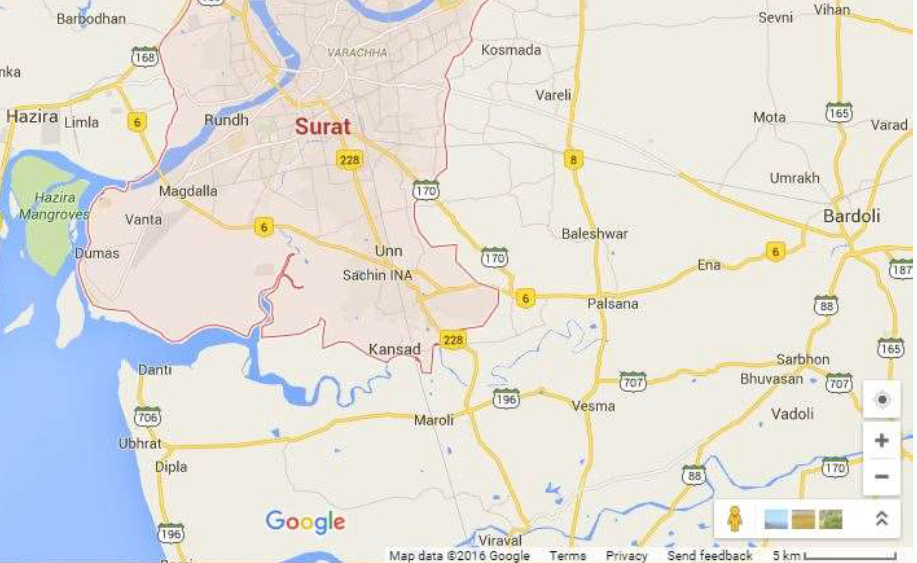 Barbodhan
168
nka
Hazira
Limla
6
Rundh
VARACHHA
Surat
228
170
Kosmada
Vareli
8
Sevni
Vihan
165
Mota
Varad
Umrakh
Bardoli
Hazira
Mangroves
Magdalla
Vanta
6
Dumas
Unn
Sachin INA
170
Baleshwar
6
Ena
6
Palsana
187
88
228
Kansad
165
Sarbhon
Bhuvasan
707
707
Danti
706
196
Vesma
Maroli
Vadoli
Ubhrat
Dipla
88
170
196
Google
Viraval
Map data ©2016 Google Terms Privacy Send feedback 5 km